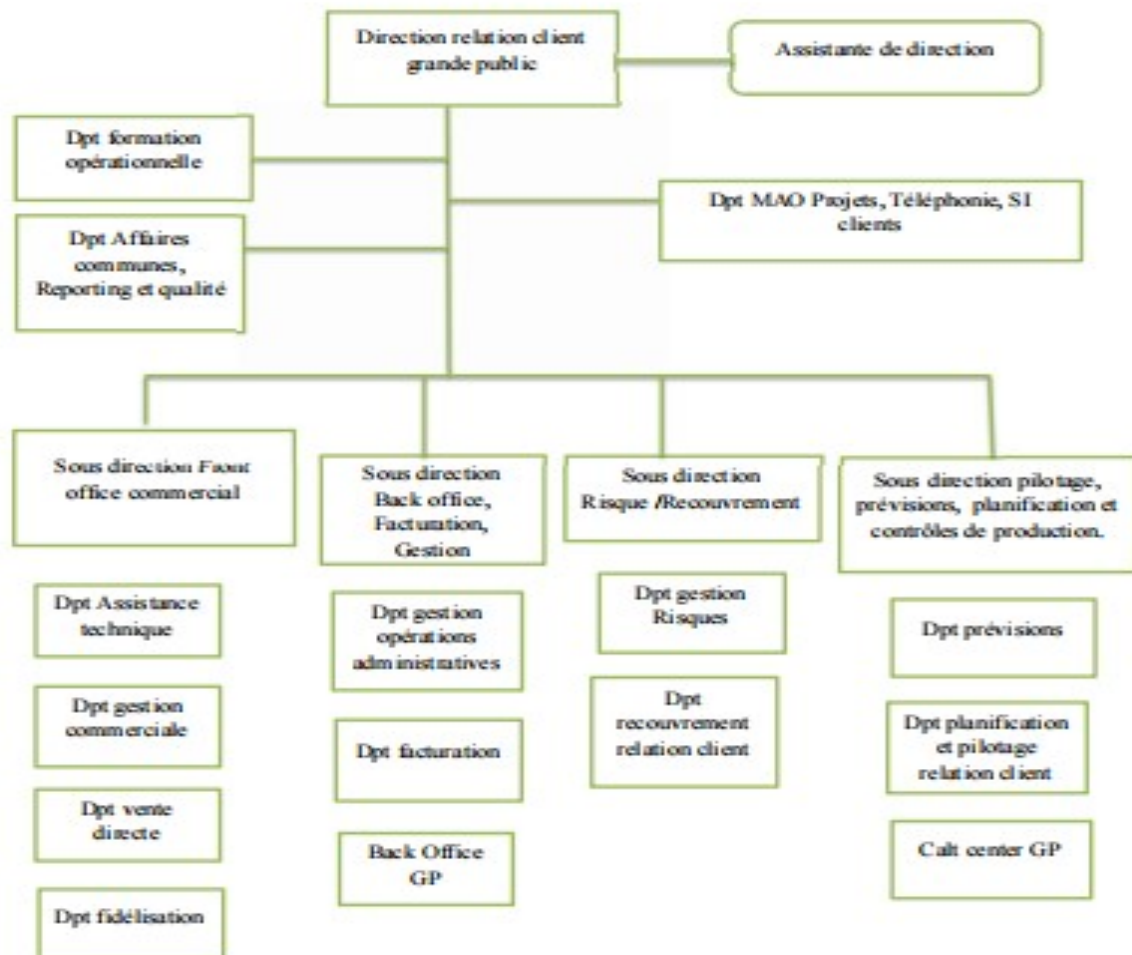 Direction relation client
grande public
Assistante de direction
Dpt formation
opérationnelle
Dpt MAO Projets, Téléphonie, SI
clients
Dpt Affaires
communes,
Reporting et qualité
Sous direction Front
office commercial
Sous direction
Back office,
Facturation,
Gestion
Sous direction
Risque /Recouvrement
Sous direction pilotage,
prévisions, planification et
contrôles de production.
Dpt Assistance
technique
Dpt gestion
commerciale
Dpt vente
directe
Dpt fidélisation
Dpt gestion
opérations
administratives
Dpt facturation
Back Office
GP
Dpt gestion
Risques
Dpt
recouvrement
relation client
Dpt prévisions
Dpt planification
et pilotage
relation client
Calt center GP